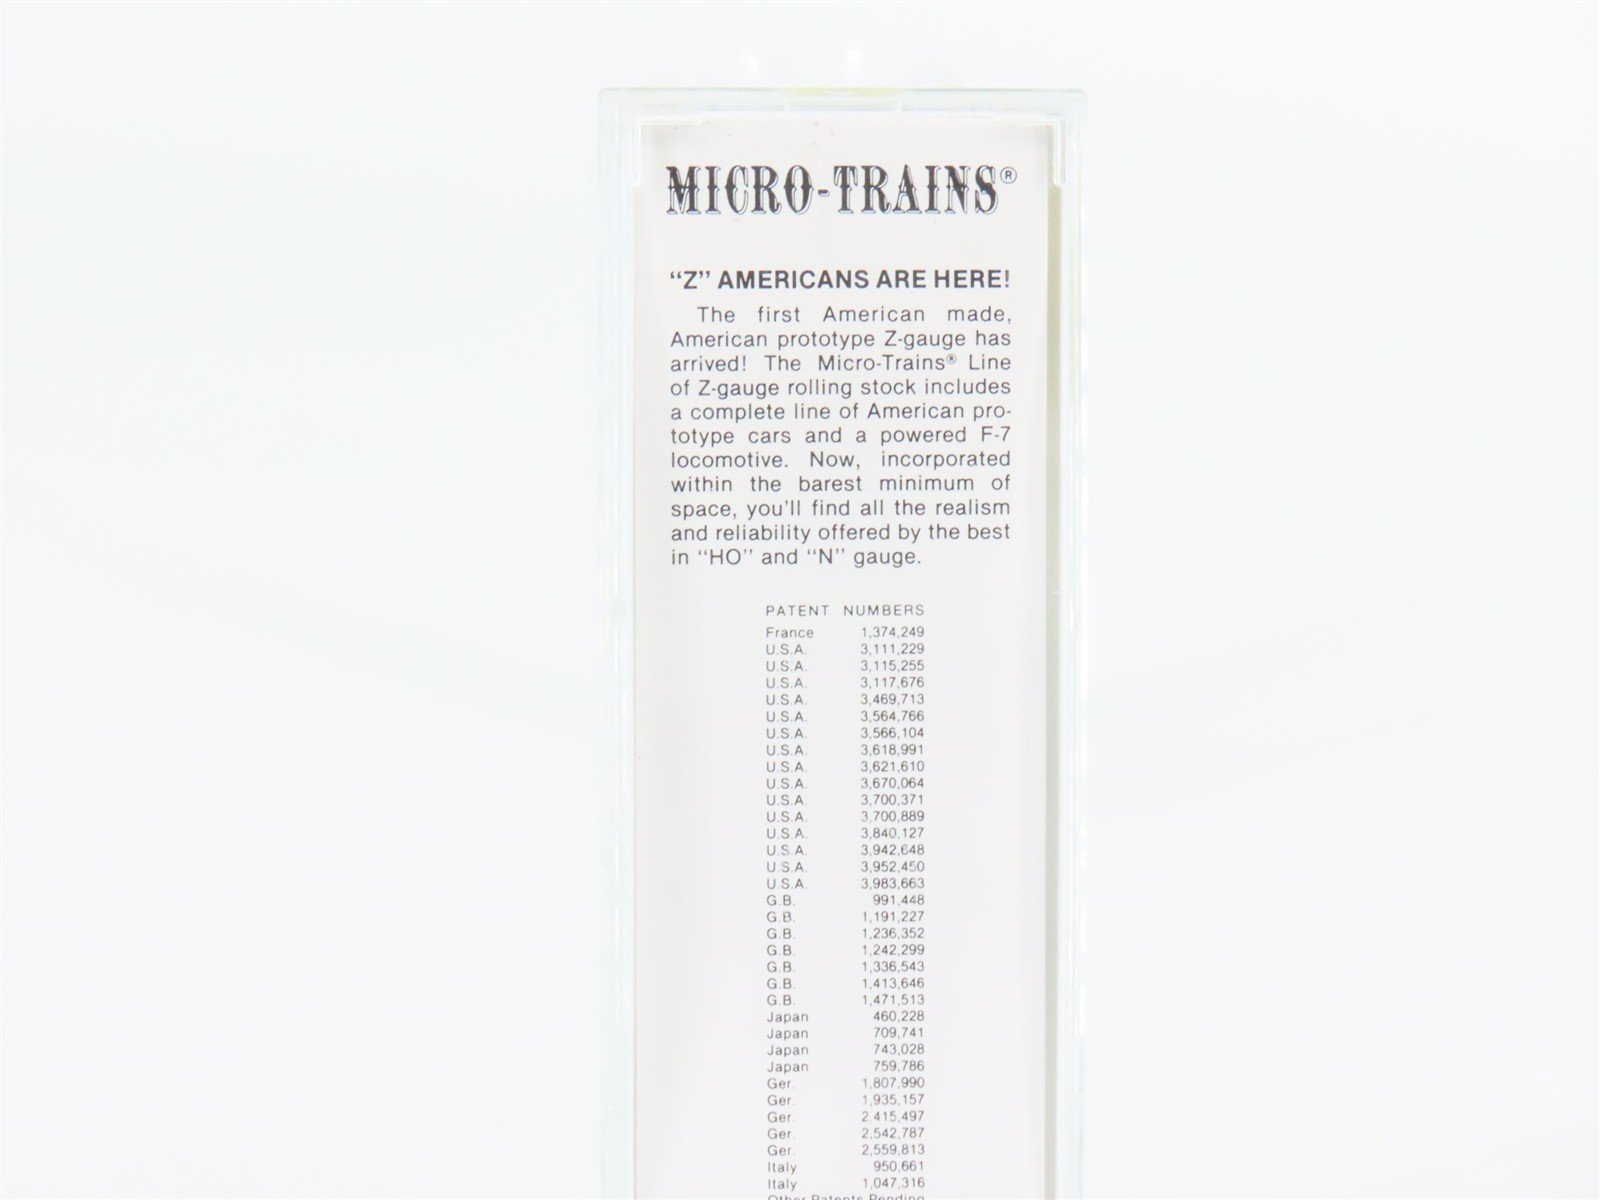 MICRO-TRAINS®
“Z” AMERICANS ARE HERE!
The first American made,
American prototype Z-gauge has
arrived! The Micro-Trains® Line
of Z-gauge rolling stock includes
a complete line of American pro-
totype cars and a powered F-7
locomotive. Now, incorporated
within the barest minimum of
space, you'll find all the realism
and reliability offered by the best
in “HO” and “N” gauge.
PATENT NUMBERS
France 1,374,249
U.S.A. 3,111,229
U.S.A. 3,115,255
U.S.A. 3,117,676
U.S.A. 3,469,713
U.S.A. 3,564,766
U.S.A. 3,566,104
U.S.A. 3,618,991
U.S.A. 3,621,610
U.S.A. 3,670,064
U.S.A. 3,700,371
U.S.A. 3,700,889
U.S.A. 3,840,127
U.S.A. 3,942,648
U.S.A. 3,952,450
U.S.A. 3,983,663
G.B. 991,448
G.B. 1,191,227
G.B. 1,236,352
G.B. 1,242,299
G.B. 1,336,543
G.B. 1,413,646
G.B. 1,471,513
Japan 460,228
Japan 709,741
Japan 743,028
Japan 759,786
Ger. 1,807,990
Ger. 1,935,157
Ger. 2,415,497
Ger. 2,542,787
Ger. 2,559,813
Italy 950,661
Italy 1,047,316
Other Patents Pending